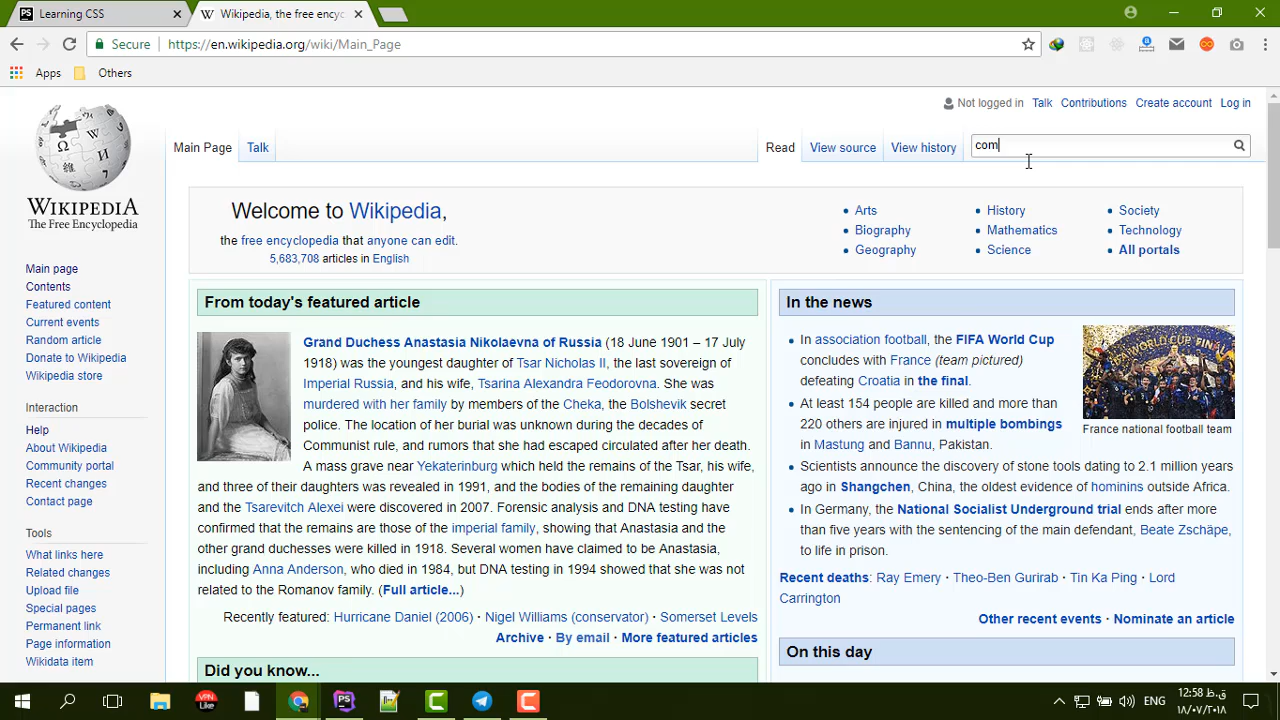 Learning CSS
Wikipedia, the free ency
Secure https://en.wikipedia.org/wiki/Main_Page
Apps Others
Not logged in Talk Contributions Create account Log in
Main Page Talk Read View source View history com
WIKIPEDIA
The Free Encyclopedia
Main page
Contents
Featured content
Current events
Random article
Donate to Wikipedia
Wikipedia store
Interaction
Help
About Wikipedia
Community portal
Recent changes
Contact page
Tools
What links here
Related changes
Upload file
Special pages
Permanent link
Page information
Wikidata item
Welcome to Wikipedia,
the free encyclopedia that anyone can edit.
5,683,708 articles in English
Arts
Biography
Geography
History
Mathematics
Science
Society
Technology
All portals
From today's featured article
Grand Duchess Anastasia Nikolaevna of Russia (18 June 1901 – 17 July
1918) was the youngest daughter of Tsar Nicholas II, the last sovereign of
Imperial Russia, and his wife, Tsarina Alexandra Feodorovna. She was
murdered with her family by members of the Cheka, the Bolshevik secret
police. The location of her burial was unknown during the decades of
Communist rule, and rumors that she had escaped circulated after her death.
A mass grave near Yekaterinburg which held the remains of the Tsar, his wife,
and three of their daughters was revealed in 1991, and the bodies of the remaining daughter
and the Tsarevitch Alexei were discovered in 2007. Forensic analysis and DNA testing have
confirmed that the remains are those of the imperial family, showing that Anastasia and the
other grand duchesses were killed in 1918. Several women have claimed to be Anastasia,
including Anna Anderson, who died in 1984, but DNA testing in 1994 showed that she was not
related to the Romanov family. (Full article...)
Recently featured: Hurricane Daniel (2006) · Nigel Williams (conservator) · Somerset Levels
Archive · By email · More featured articles
Did you know...
In the news
In association football, the FIFA World Cup
concludes with France (team pictured)
defeating Croatia in the final.
At least 154 people are killed and more than
220 others are injured in multiple bombings
in Mastung and Bannu, Pakistan.
FA WORLD CUP FINAL
France national football team
Scientists announce the discovery of stone tools dating to 2.1 million years
ago in Shangchen, China, the oldest evidence of hominins outside Africa.
In Germany, the National Socialist Underground trial ends after more
than five years with the sentencing of the main defendant, Beate Zschäpe,
to life in prison.
Recent deaths: Ray Emery · Theo-Ben Gurirab · Tin Ka Ping · Lord
Carrington
Other recent events · Nominate an article
On this day
VPN
Like
PS
ENG
12:58 ق.ظ
۱۸/۰۷/۲۰۱۸